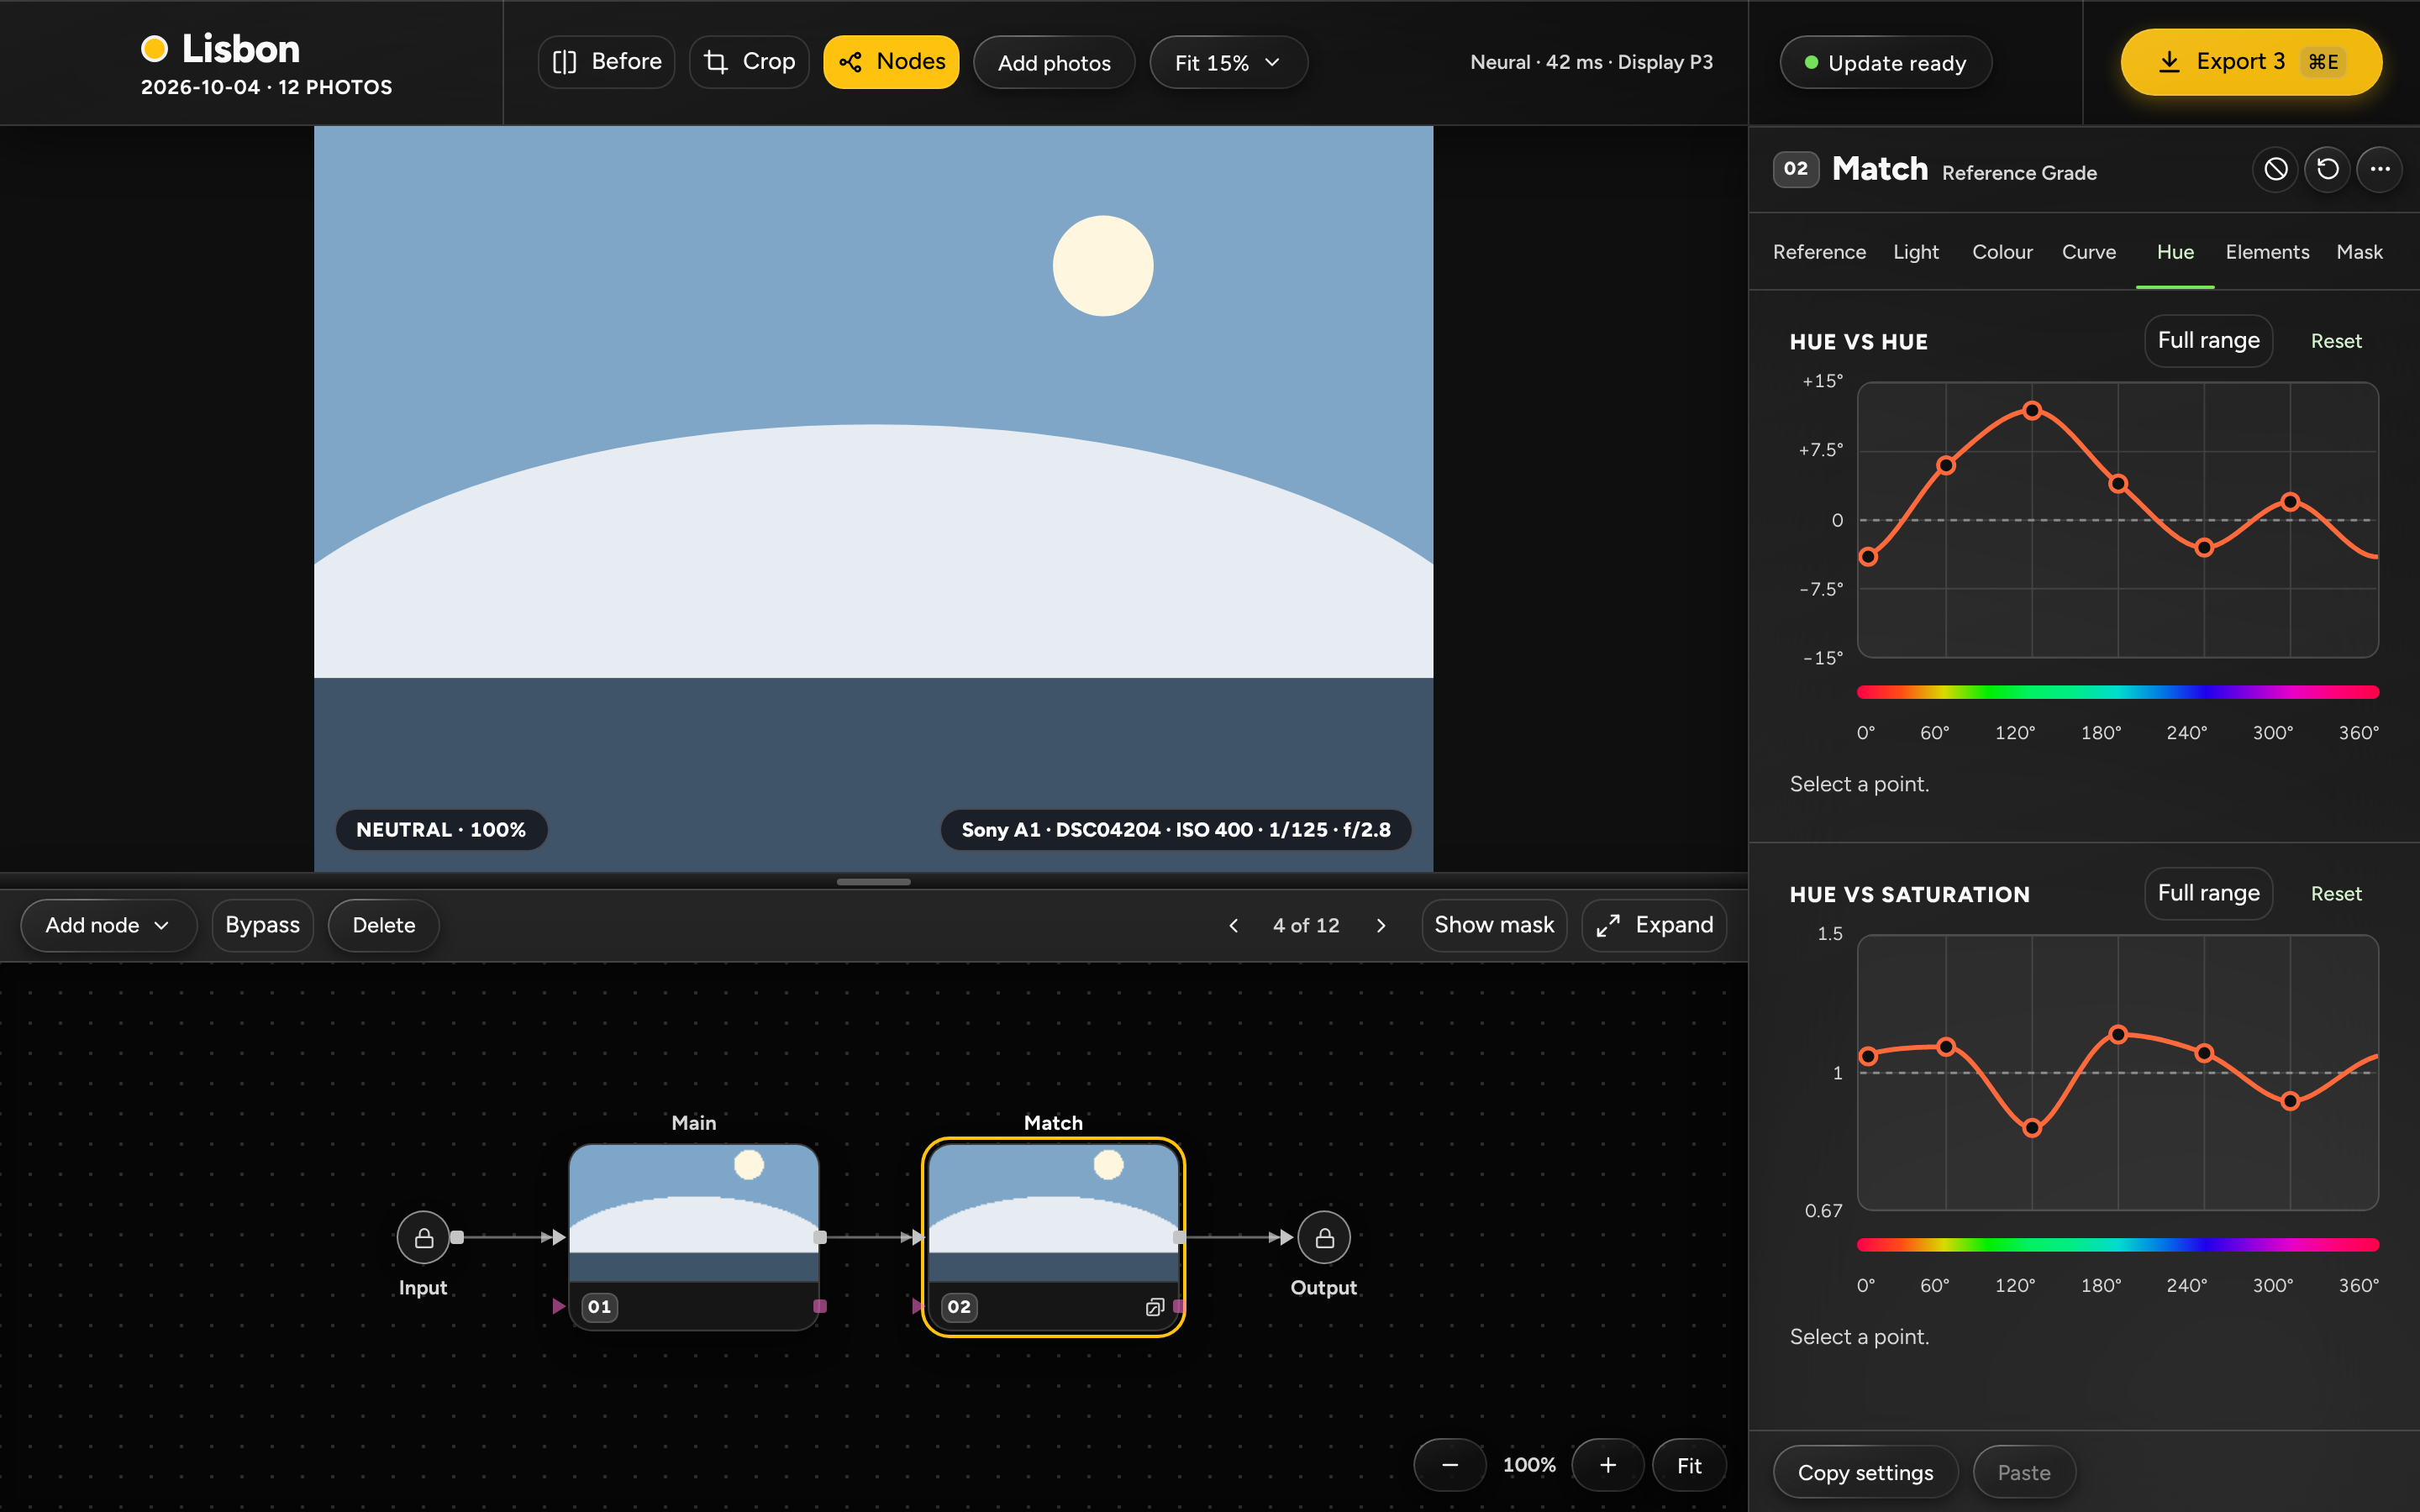 Lisbon
2026-10-04 · 12 PHOTOS
Before
Crop
Nodes
Add photos
Fit 15%
Neural · 42 ms · Display P3
Update ready
Export 3 ⌘E
02 Match Reference Grade
Reference Light Colour Curve Hue Elements Mask
HUE VS HUE
Full range
Reset
+15°
+7.5°
0
−7.5°
−15°
0° 60° 120° 180° 240° 300° 360°
Select a point.
NEUTRAL · 100%
Sony A1 · DSC04204 · ISO 400 · 1/125 · f/2.8
HUE VS SATURATION
Full range
Reset
1.5
1
0.67
0° 60° 120° 180° 240° 300° 360°
Select a point.
Add node
Bypass
Delete
4 of 12
Show mask
Expand
Main
Match
Input
01
02
Output
100%
Fit
Copy settings
Paste